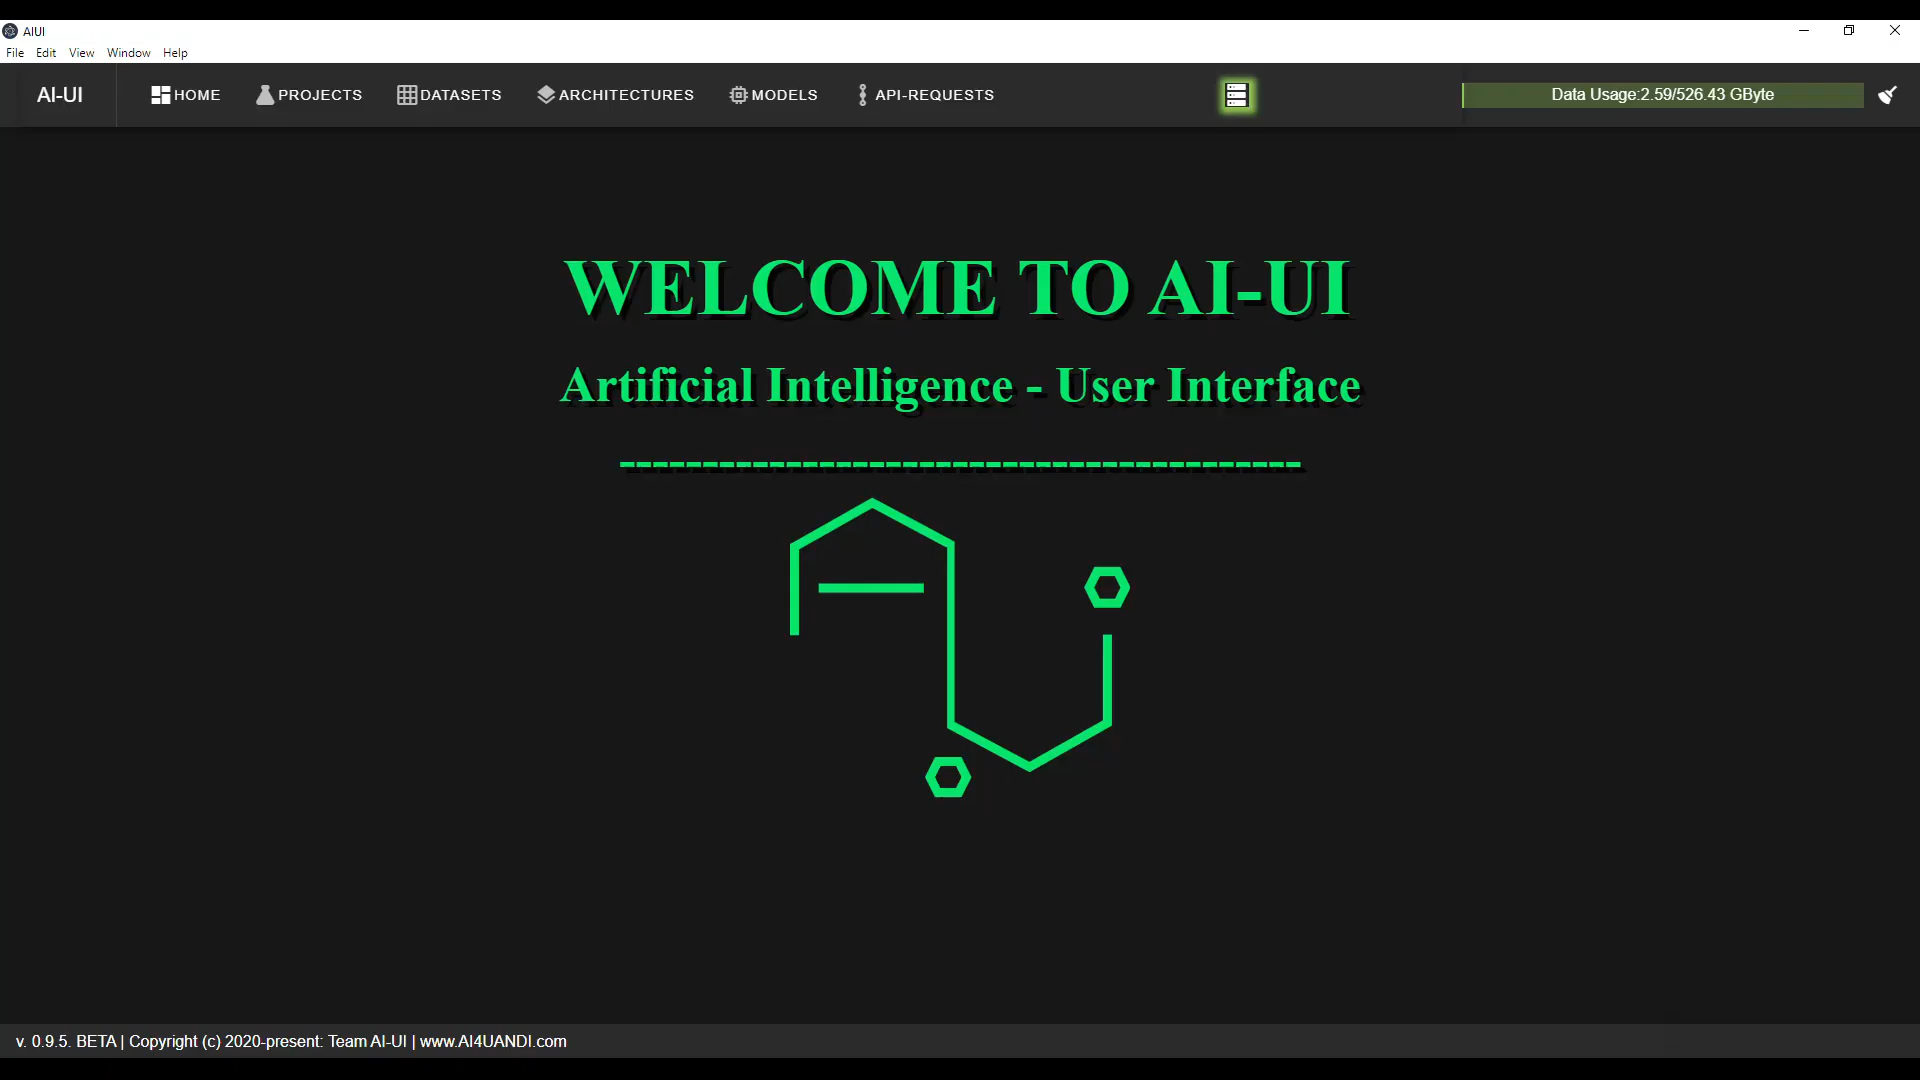 AIUI
File Edit View Window Help
AI-UI HOME PROJECTS DATASETS ARCHITECTURES MODELS API-REQUESTS Data Usage:2.59/526.43 GByte
WELCOME TO AI-UI
Artificial Intelligence - User Interface
-----------------------------------------
v. 0.9.5. BETA | Copyright (c) 2020-present: Team AI-UI | www.AI4UANDI.com